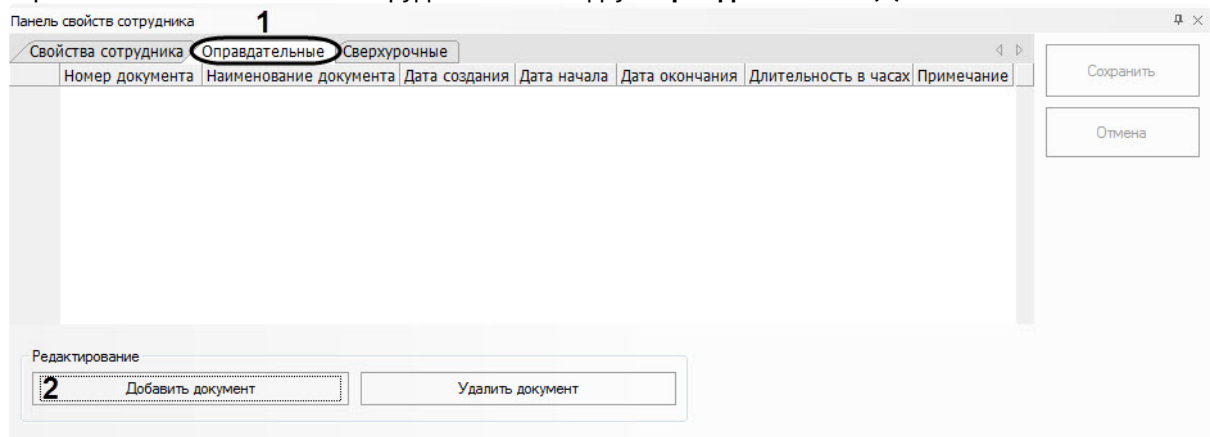 Панель свойств сотрудника
1
Свойства сотрудника Оправдательные Сверхурочные
Номер документа Наименование документа Дата создания Дата начала Дата окончания Длительность в часах Примечание
Сохранить
Отмена
Редактирование
2 Добавить документ Удалить документ